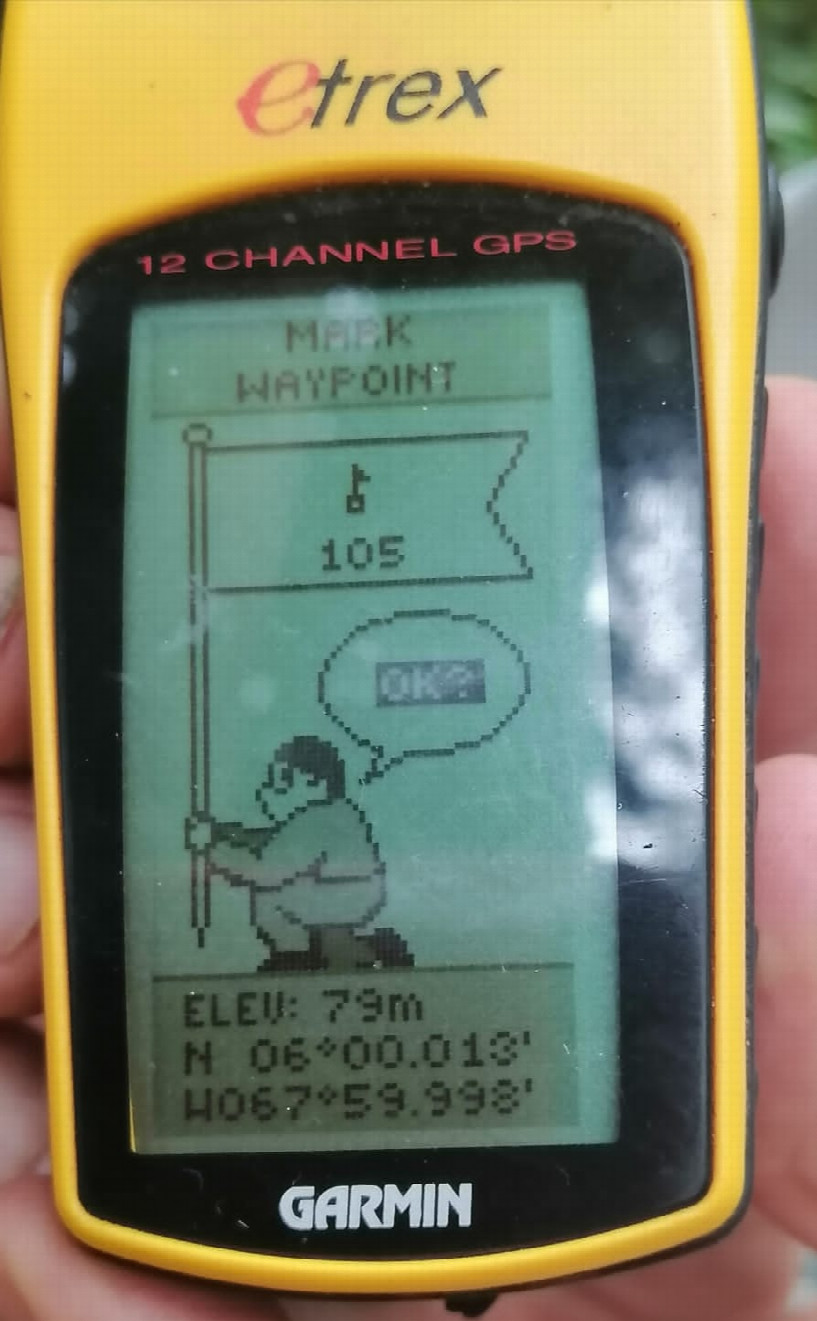 etrex
12 CHANNEL GPS
MARK
WAYPOINT
105
OK?
ELEV: 79m
N 06°00.013'
W067°59.998'
GARMIN